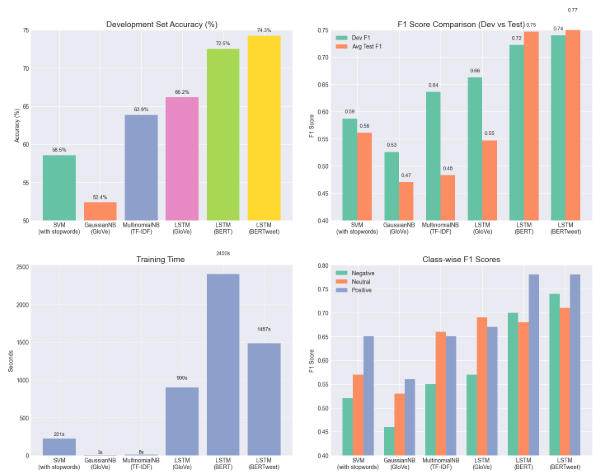 Development Set Accuracy (%)
75
70
65
60
55
50
Accuracy (%)
58.5%
52.4%
63.9%
66.2%
72.5%
74.3%
SVM
(with stopwords)
GaussianNB
(GloVe)
MultinomialNB
(TF-IDF)
LSTM
(GloVe)
LSTM
(BERT)
LSTM
(BERTweet)
F1 Score Comparison (Dev vs Test)
Dev F1
Avg Test F1
0.75
0.70
0.65
0.60
0.55
0.50
0.45
0.40
F1 Score
0.59
0.56
0.53
0.47
0.64
0.48
0.66
0.55
0.72
0.75
0.74
0.77
SVM
(with stopwords)
GaussianNB
(GloVe)
MultinomialNB
(TF-IDF)
LSTM
(GloVe)
LSTM
(BERT)
LSTM
(BERTweet)
Training Time
2500
2000
1500
1000
500
0
Seconds
2400s
1487s
SVM
(with stopwords)
GaussianNB
(GloVe)
MultinomialNB
(TF-IDF)
LSTM
(GloVe)
LSTM
(BERT)
LSTM
(BERTweet)
Class-wise F1 Scores
Negative
Neutral
Positive
0.80
0.75
0.70
0.65
0.60
0.55
0.50
0.45
0.40
F1 Score
SVM
(with stopwords)
GaussianNB
(GloVe)
MultinomialNB
(TF-IDF)
LSTM
(GloVe)
LSTM
(BERT)
LSTM
(BERTweet)